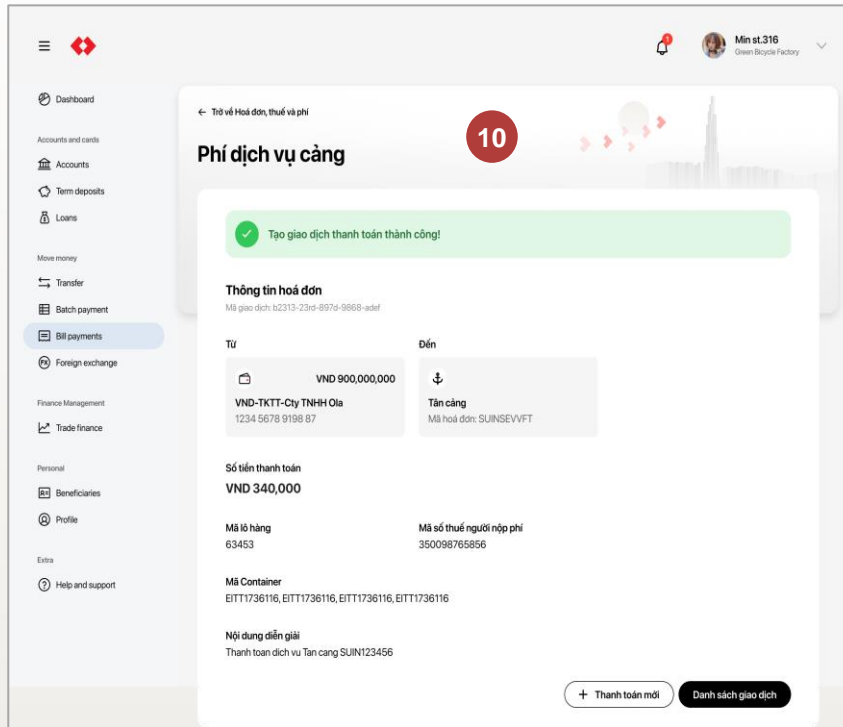 1
Min st.316
Green Bicycle Factory
Dashboard
Accounts and cards
Accounts
Term deposits
$
Loans
Move money
Transfer
Batch payment
Bill payments
FX
Foreign exchange
Finance Management
Trade finance
Personal
Beneficiaries
Profile
Extra
?
Help and support
← Trở về Hoá đơn, thuế và phí
10
Phí dịch vụ cảng
Tạo giao dịch thanh toán thành công!
Thông tin hoá đơn
Mã giao dịch: b2313-23rd-897d-9868-adef
Từ
Đến
VND 900,000,000
VND-TKTT-Cty TNHH Ola
1234 5678 9198 87
Tân cảng
Mã hoá đơn: SUINSEVVFT
Số tiền thanh toán
VND 340,000
Mã lô hàng
63453
Mã số thuế người nộp phí
350098765856
Mã Container
EITT1736116, EITT1736116, EITT1736116, EITT1736116
Nội dung diễn giải
Thanh toan dich vu Tan cang SUIN123456
+ Thanh toán mới
Danh sách giao dịch